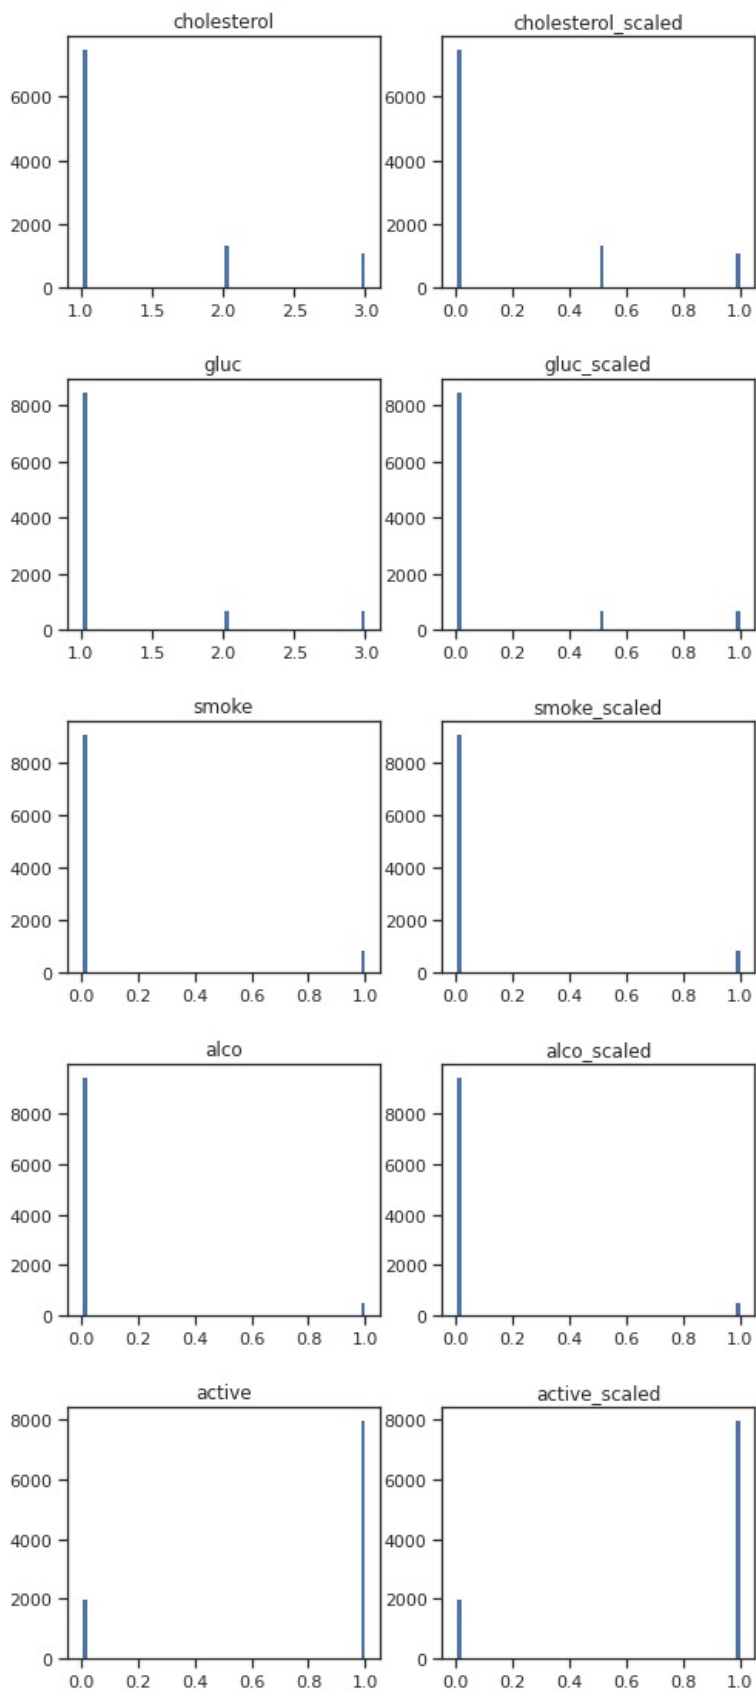 cholesterol cholesterol_scaled
6000 6000
4000 4000
2000 2000
0 0
1.0 1.5 2.0 2.5 3.0 0.0 0.2 0.4 0.6 0.8 1.0
gluc gluc_scaled
8000 8000
6000 6000
4000 4000
2000 2000
0 0
1.0 1.5 2.0 2.5 3.0 0.0 0.2 0.4 0.6 0.8 1.0
smoke smoke_scaled
8000 8000
6000 6000
4000 4000
2000 2000
0 0
0.0 0.2 0.4 0.6 0.8 1.0 0.0 0.2 0.4 0.6 0.8 1.0
alco alco_scaled
8000 8000
6000 6000
4000 4000
2000 2000
0 0
0.0 0.2 0.4 0.6 0.8 1.0 0.0 0.2 0.4 0.6 0.8 1.0
active active_scaled
8000 8000
6000 6000
4000 4000
2000 2000
0 0
0.0 0.2 0.4 0.6 0.8 1.0 0.0 0.2 0.4 0.6 0.8 1.0